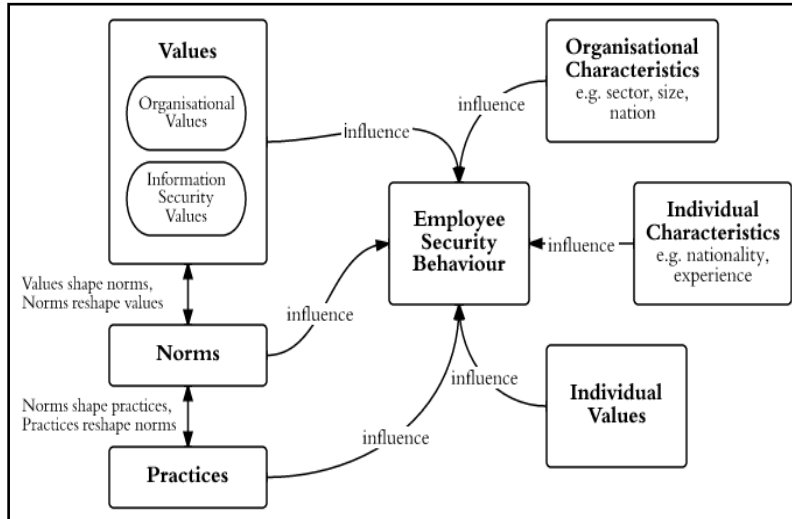 Values
Organisational
Values
Information
Security
Values
Values shape norms,
Norms reshape values
Norms
Norms shape practices,
Practices reshape norms
Practices
influence
influence
influence
Employee
Security
Behaviour
influence
influence
influence
Organisational
Characteristics
e.g. sector, size,
nation
Individual
Characteristics
e.g. nationality,
experience
Individual
Values